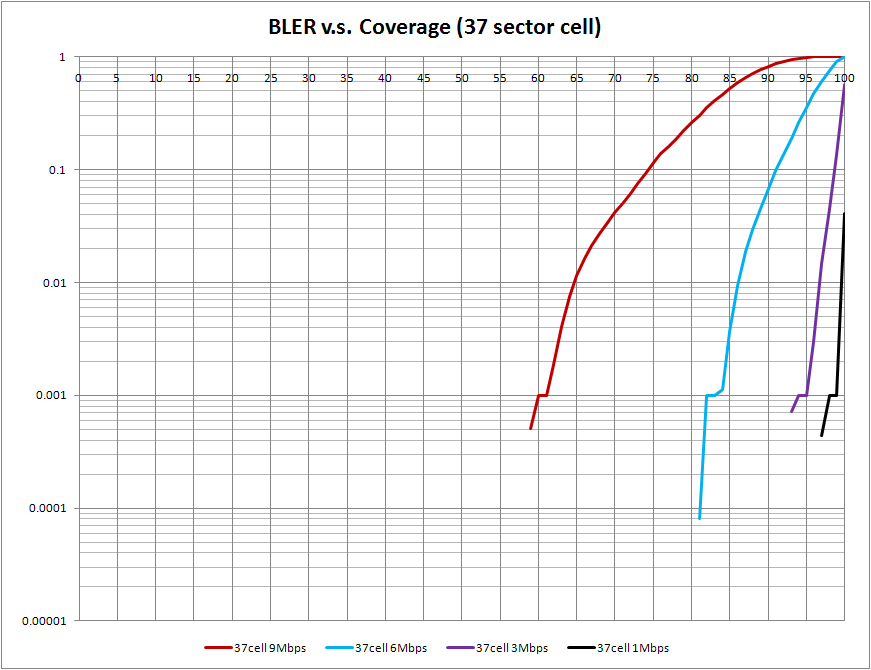 BLER v.s. Coverage (37 sector cell)
1
0 5 10 15 20 25 30 35 40 45 50 55 60 65 70 75 80 85 90 95 100
0.1
0.01
0.001
0.0001
0.00001
37cell 9Mbps 37cell 6Mbps 37cell 3Mbps 37cell 1Mbps